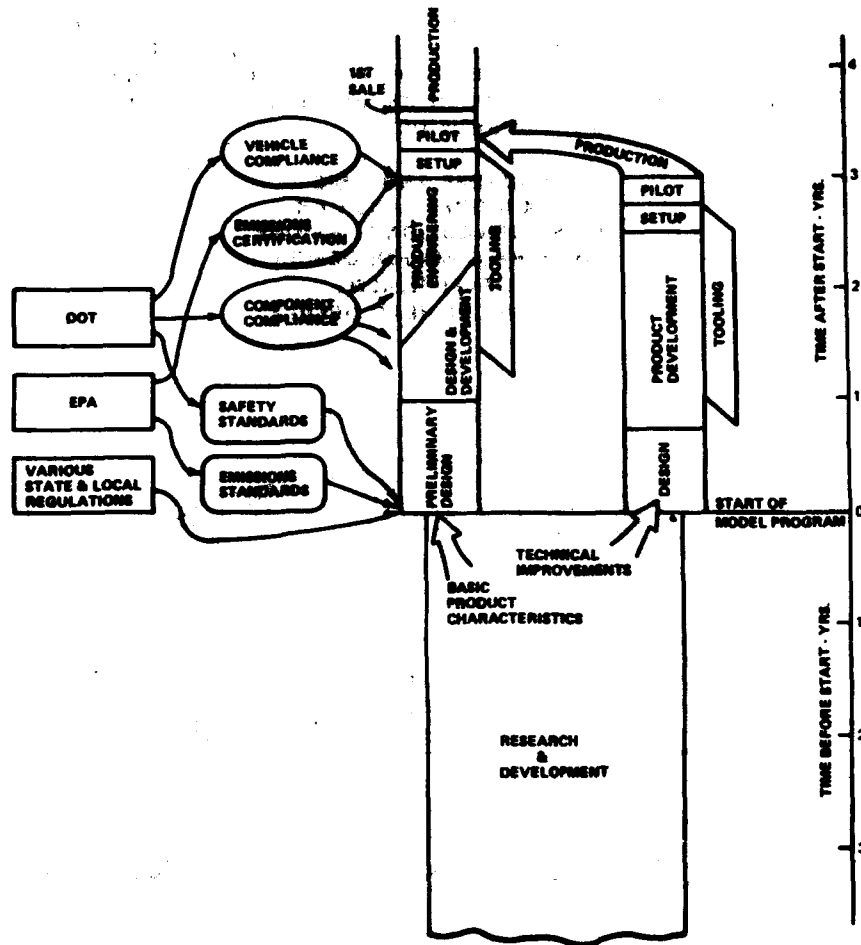 1ST
SALE
PRODUCTION
PILOT
SETUP
PRODUCT
ENGINEERING
TOOLING
DESIGN &
DEVELOPMENT
PRELIMINARY
DESIGN
VEHICLE
COMPLIANCE
EMISSIONS
CERTIFICATION
COMPONENT
COMPLIANCE
DOT
EPA
VARIOUS
STATE & LOCAL
REGULATIONS
SAFETY
STANDARDS
EMISSIONS
STANDARDS
PRODUCTION
PILOT
SETUP
PRODUCT
DEVELOPMENT
TOOLING
DESIGN
START OF
MODEL PROGRAM
TECHNICAL
IMPROVEMENTS
BASIC
PRODUCT
CHARACTERISTICS
RESEARCH
&
DEVELOPMENT
4
3
2
1
0
1
2
3
TIME AFTER START - YRS.
TIME BEFORE START - YRS.